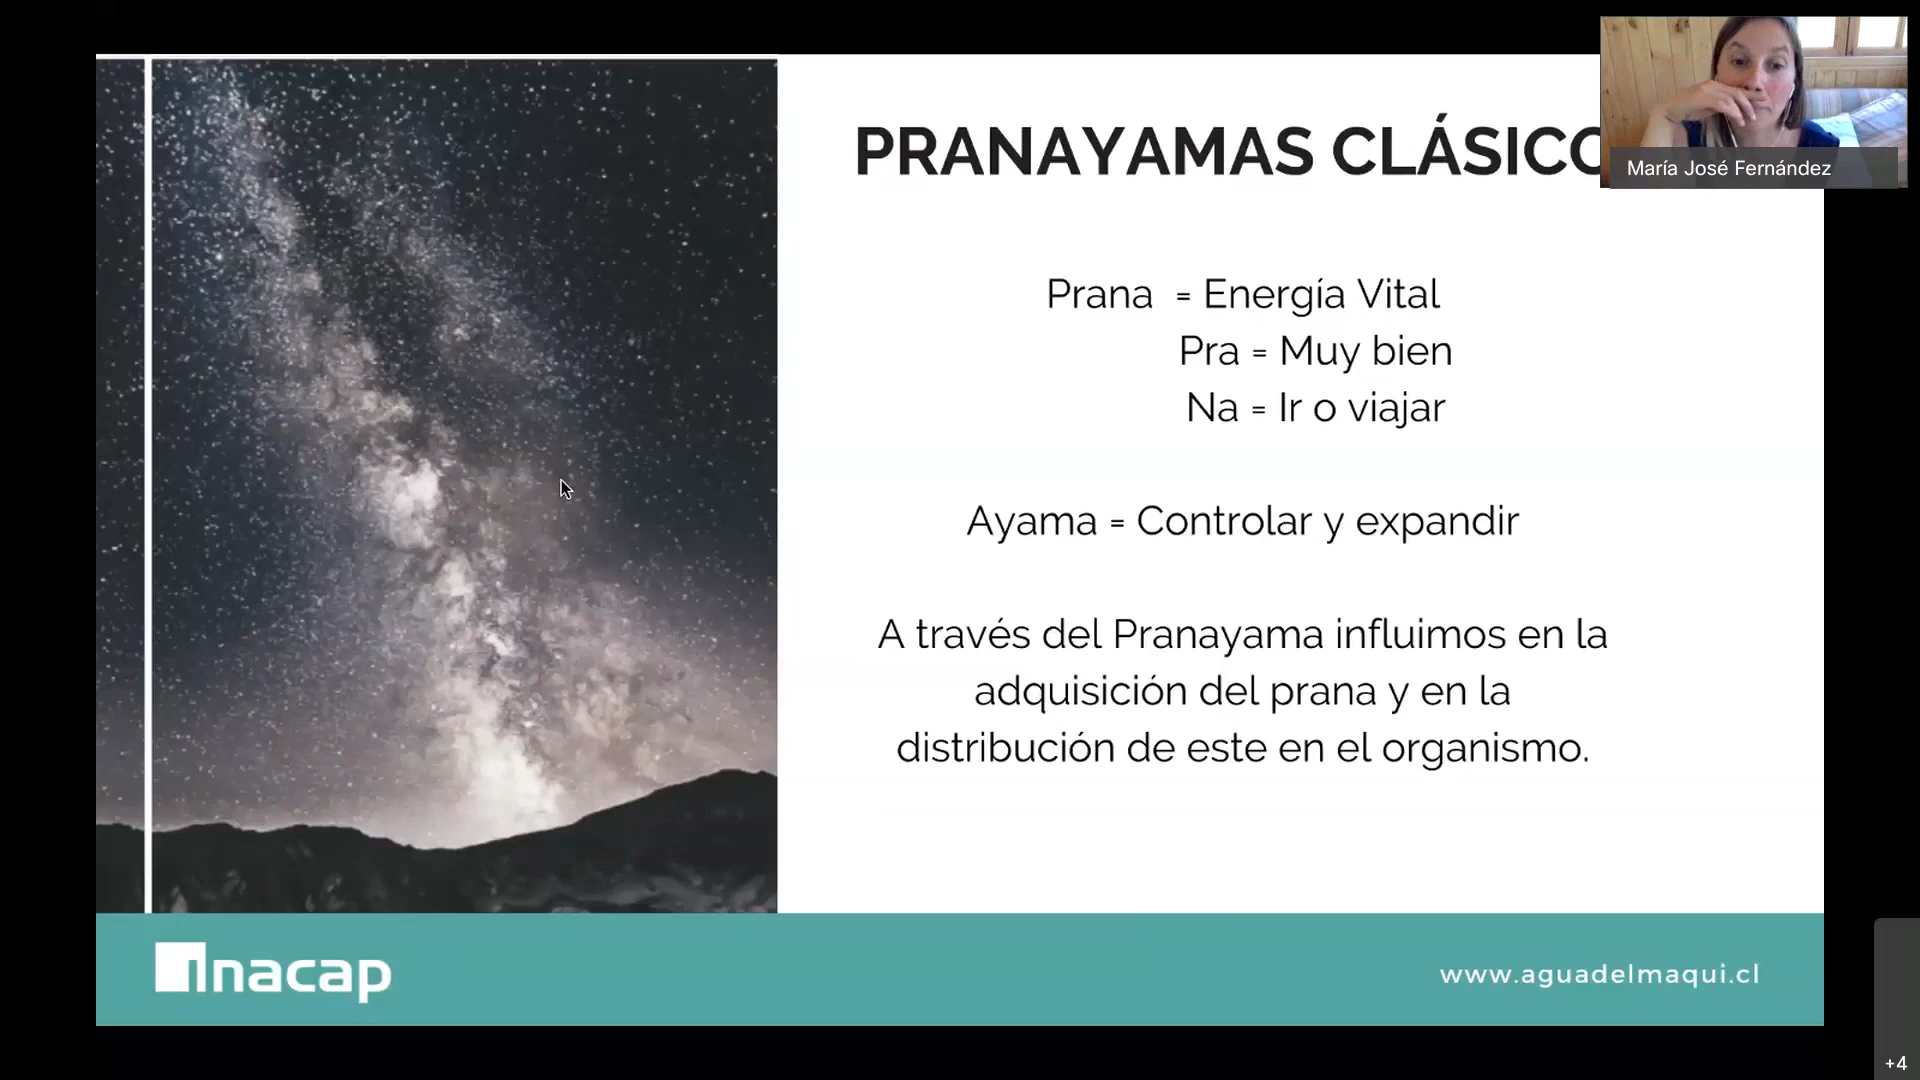 PRANAYAMAS CLÁSICO
María José Fernández
Prana = Energía Vital
Pra = Muy bien
Na = Ir o viajar
Ayama = Controlar y expandir
A través del Pranayama influimos en la
adquisición del prana y en la
distribución de este en el organismo.
inacap
www.aguadelmaqui.cl
+4